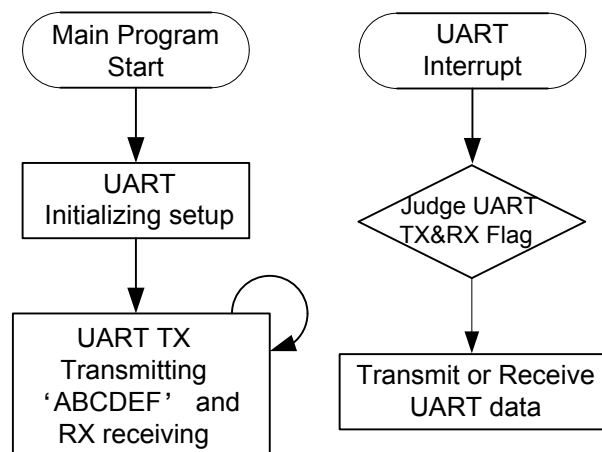 Main Program
Start
UART
Initializing setup
UART TX
Transmitting
‘ABCDEF’ and
RX receiving
UART
Interrupt
Judge UART
TX&RX Flag
Transmit or Receive
UART data